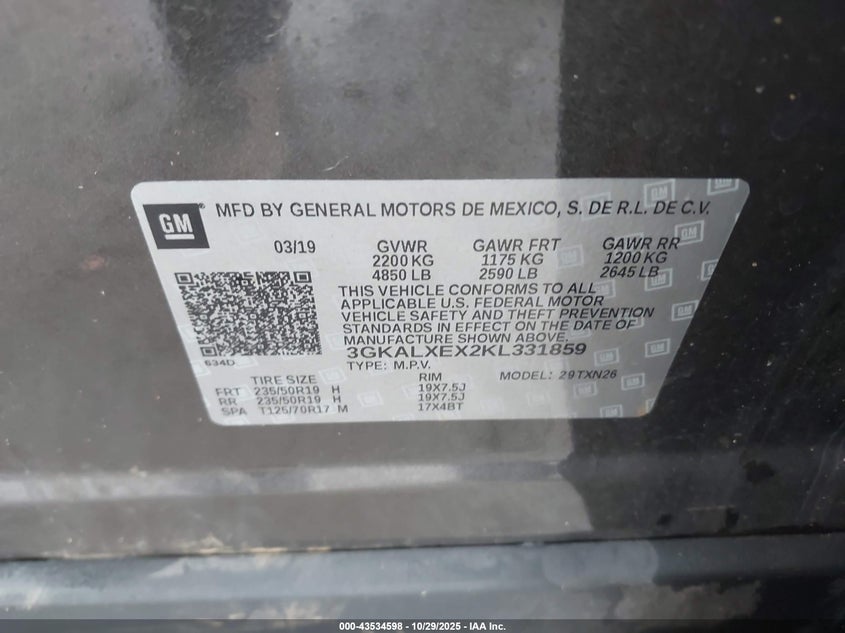 GM
MFD BY GENERAL MOTORS DE MEXICO, S. DE R.L. DE C.V.
03/19 GVWR GAWR FRT GAWR RR
2200 KG 1175 KG 1200 KG
4850 LB 2590 LB 2645 LB
THIS VEHICLE CONFORMS TO ALL
APPLICABLE U.S. FEDERAL MOTOR
VEHICLE SAFETY AND THEFT PREVENTION
STANDARDS IN EFFECT ON THE DATE OF
MANUFACTURE SHOWN ABOVE.
3GKALXEX2KL331859
634D
TYPE: M.P.V. MODEL: 29TXN26
TIRE SIZE RIM
FRT 235/50R19 H 19X7.5J
RR 235/50R19 H 19X7.5J
SPA T125/70R17 M 17X4BT
000-43534598 - 10/29/2025 - IAA Inc.